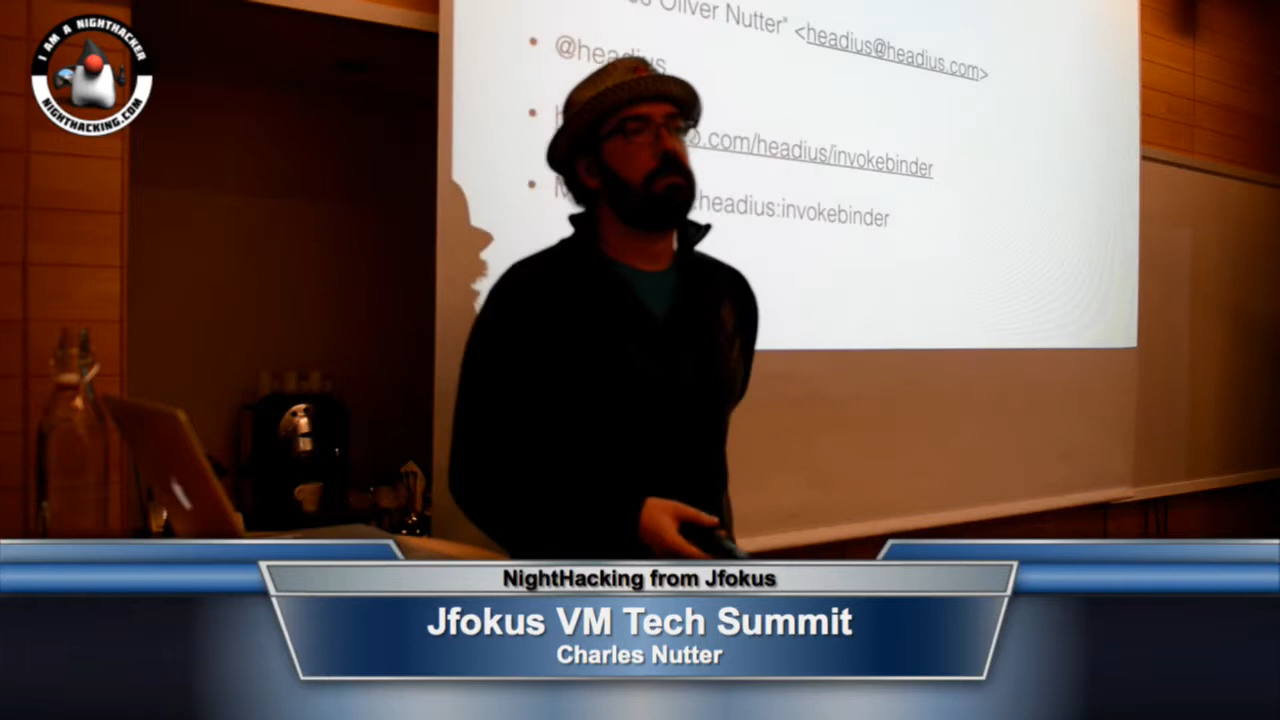 I AM A NIGHTHACKER
NIGHTHACKING.COM
Oliver Nutter" <headius@headius.com>
@headius
.com/headius/invokebinder
headius:invokebinder
NightHacking from Jfokus
Jfokus VM Tech Summit
Charles Nutter